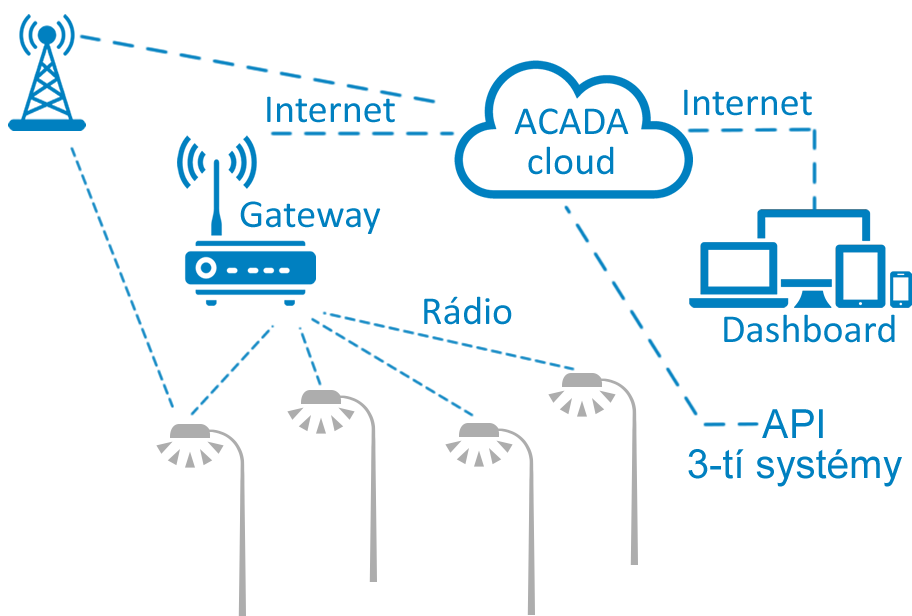 Internet
ACADA
cloud
Internet
Gateway
Rádio
Dashboard
API
3-tí systémy